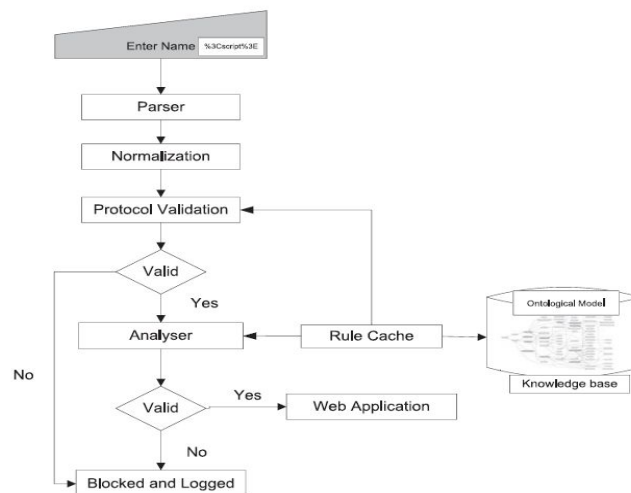 Enter Name %3Cscript%3E
Parser
Normalization
Protocol Validation
Valid
Yes
Ontological Model
Analyser
Rule Cache
No
Knowledge base
Yes
Valid
Web Application
No
Blocked and Logged